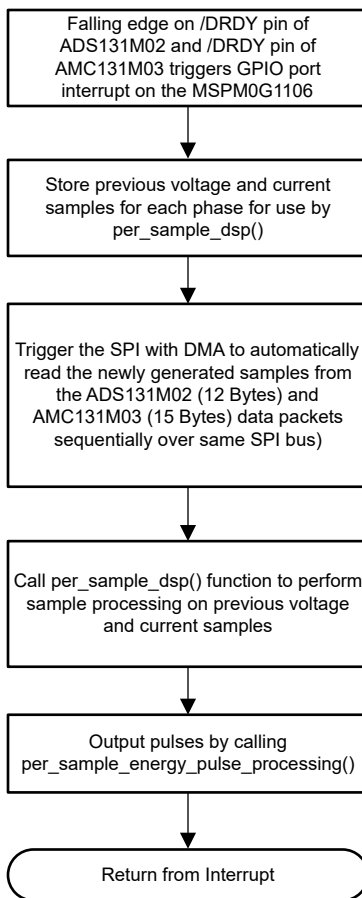 Falling edge on /DRDY pin of
ADS131M02 and /DRDY pin of
AMC131M03 triggers GPIO port
interrupt on the MSPM0G1106
Store previous voltage and current
samples for each phase for use by
per_sample_dsp()
Trigger the SPI with DMA to automatically
read the newly generated samples from
the ADS131M02 (12 Bytes) and
AMC131M03 (15 Bytes) data packets
sequentially over same SPI bus)
Call per_sample_dsp() function to perform
sample processing on previous voltage
and current samples
Output pulses by calling
per_sample_energy_pulse_processing()
Return from Interrupt